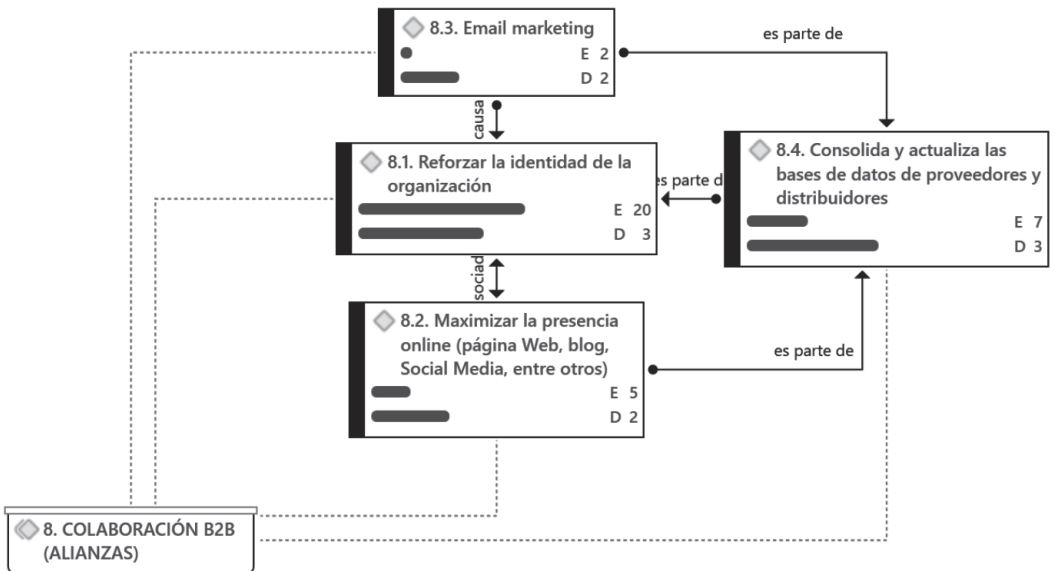 8.3. Email marketing
E 2
D 2
es parte de
causa
8.1. Reforzar la identidad de la
organización
E 20
D 3
es parte d
8.4. Consolida y actualiza las
bases de datos de proveedores y
distribuidores
E 7
D 3
sociad
8.2. Maximizar la presencia
online (página Web, blog,
Social Media, entre otros)
E 5
D 2
es parte de
8. COLABORACIÓN B2B
(ALIANZAS)